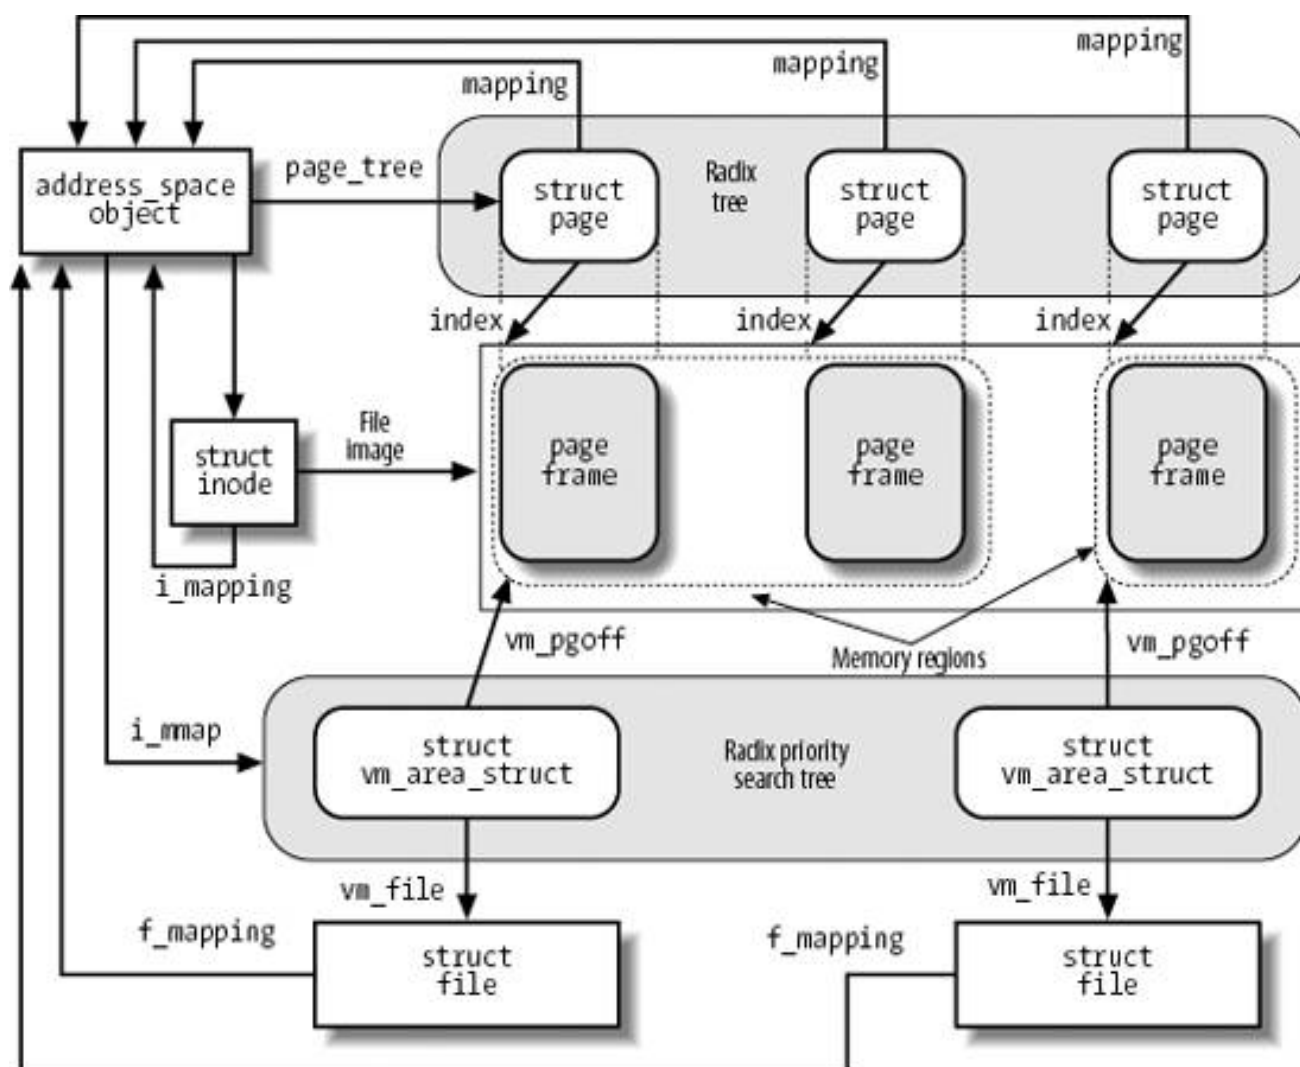 mapping
mapping
mapping
address_space
object
page_tree
struct
page
Radix
tree
struct
page
struct
page
index
index
index
struct
inode
File
image
page
frame
page
frame
page
frame
i_mapping
vm_pgoff
Memory regions
vm_pgoff
i_mmap
struct
vm_area_struct
Radix priority
search tree
struct
vm_area_struct
vm_file
vm_file
f_mapping
struct
file
f_mapping
struct
file